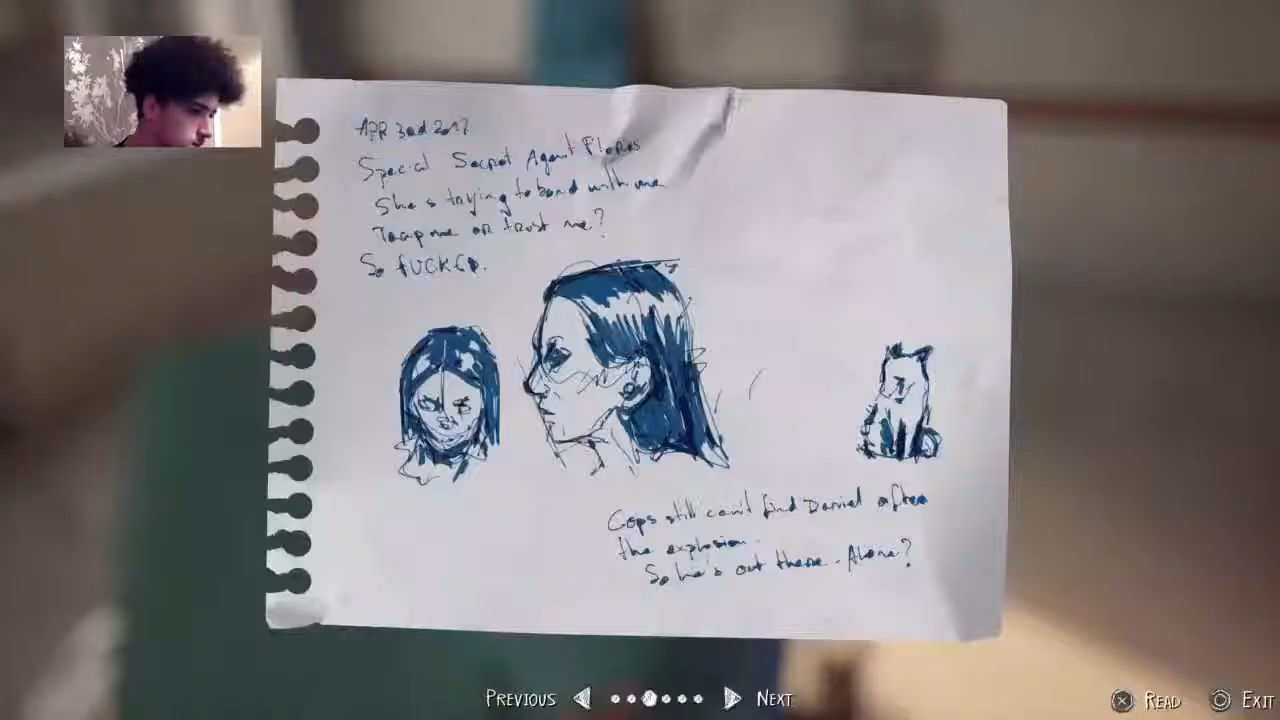 APR 3rd 2017
Special Secret Agent Flores
She's trying to bond with me
Trap me or trust me?
So FUCKED.
Cops still can't find Daniel after
the explosion.
So he's out there. Alone?
PREVIOUS
NEXT
READ
EXIT